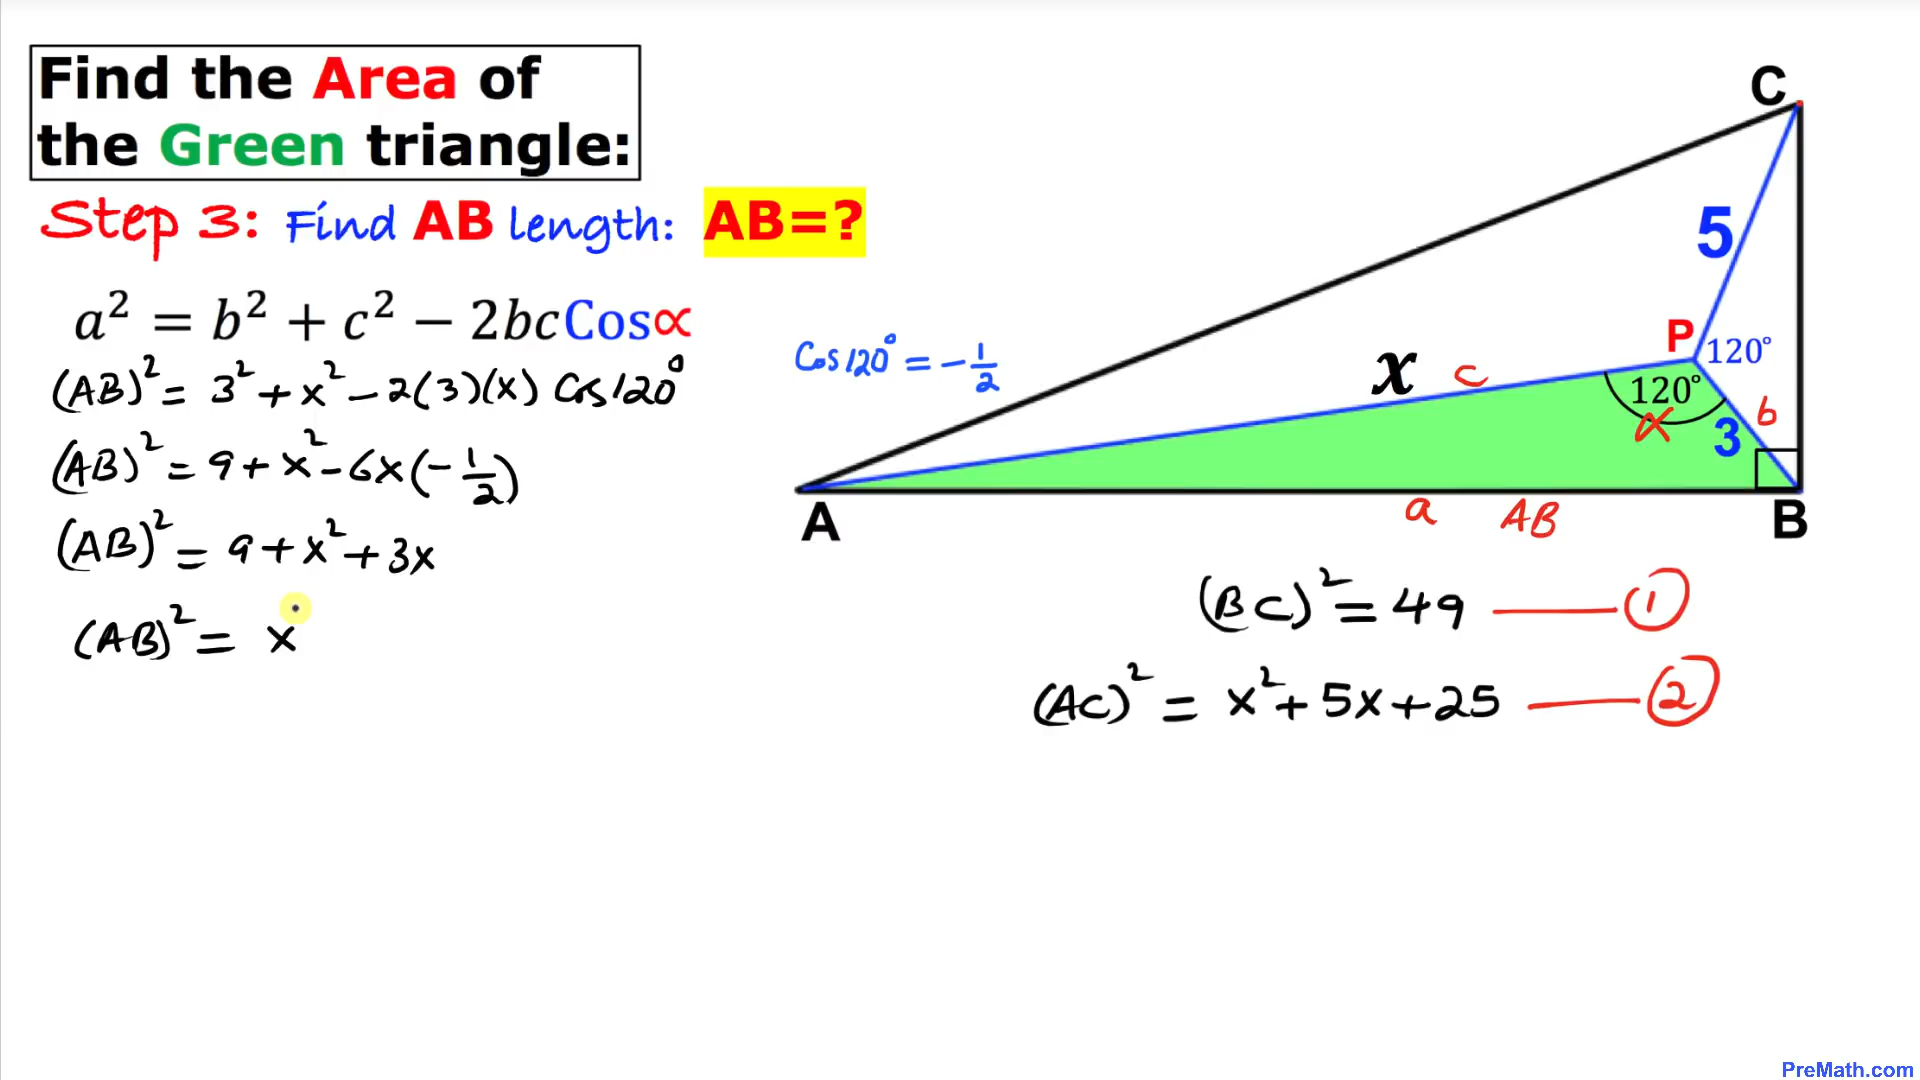 Find the Area of
the Green triangle:
Step 3: Find AB length: AB=?
a² = b² + c² − 2bcCos∝
(AB)² = 3² + x² − 2(3)(x) Cos120°
(AB)² = 9 + x² − 6x(−1/2)
(AB)² = 9 + x² + 3x
(AB)² = x
Cos120° = −1/2
C
5
P
120°
x
c
120°
∝
3
b
A
a
AB
B
(BC)² = 49 —— ①
(AC)² = x² + 5x + 25 —— ②
PreMath.com